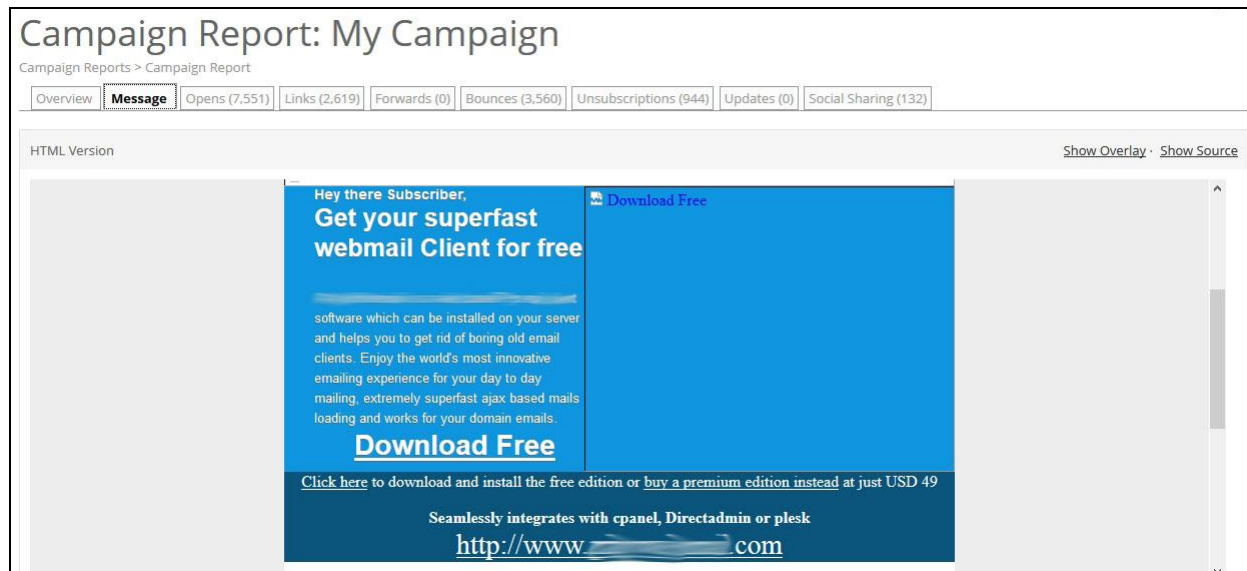 Campaign Report: My Campaign
Campaign Reports > Campaign Report
Overview Message Opens (7,551) Links (2,619) Forwards (0) Bounces (3,560) Unsubscriptions (944) Updates (0) Social Sharing (132)
HTML Version Show Overlay · Show Source
Hey there Subscriber,
Get your superfast
webmail Client for free
software which can be installed on your server
and helps you to get rid of boring old email
clients. Enjoy the world's most innovative
emailing experience for your day to day
mailing, extremely superfast ajax based mails
loading and works for your domain emails.
Download Free
Download Free
Click here to download and install the free edition or buy a premium edition instead at just USD 49
Seamlessly integrates with cpanel, Directadmin or plesk
http://www. .com